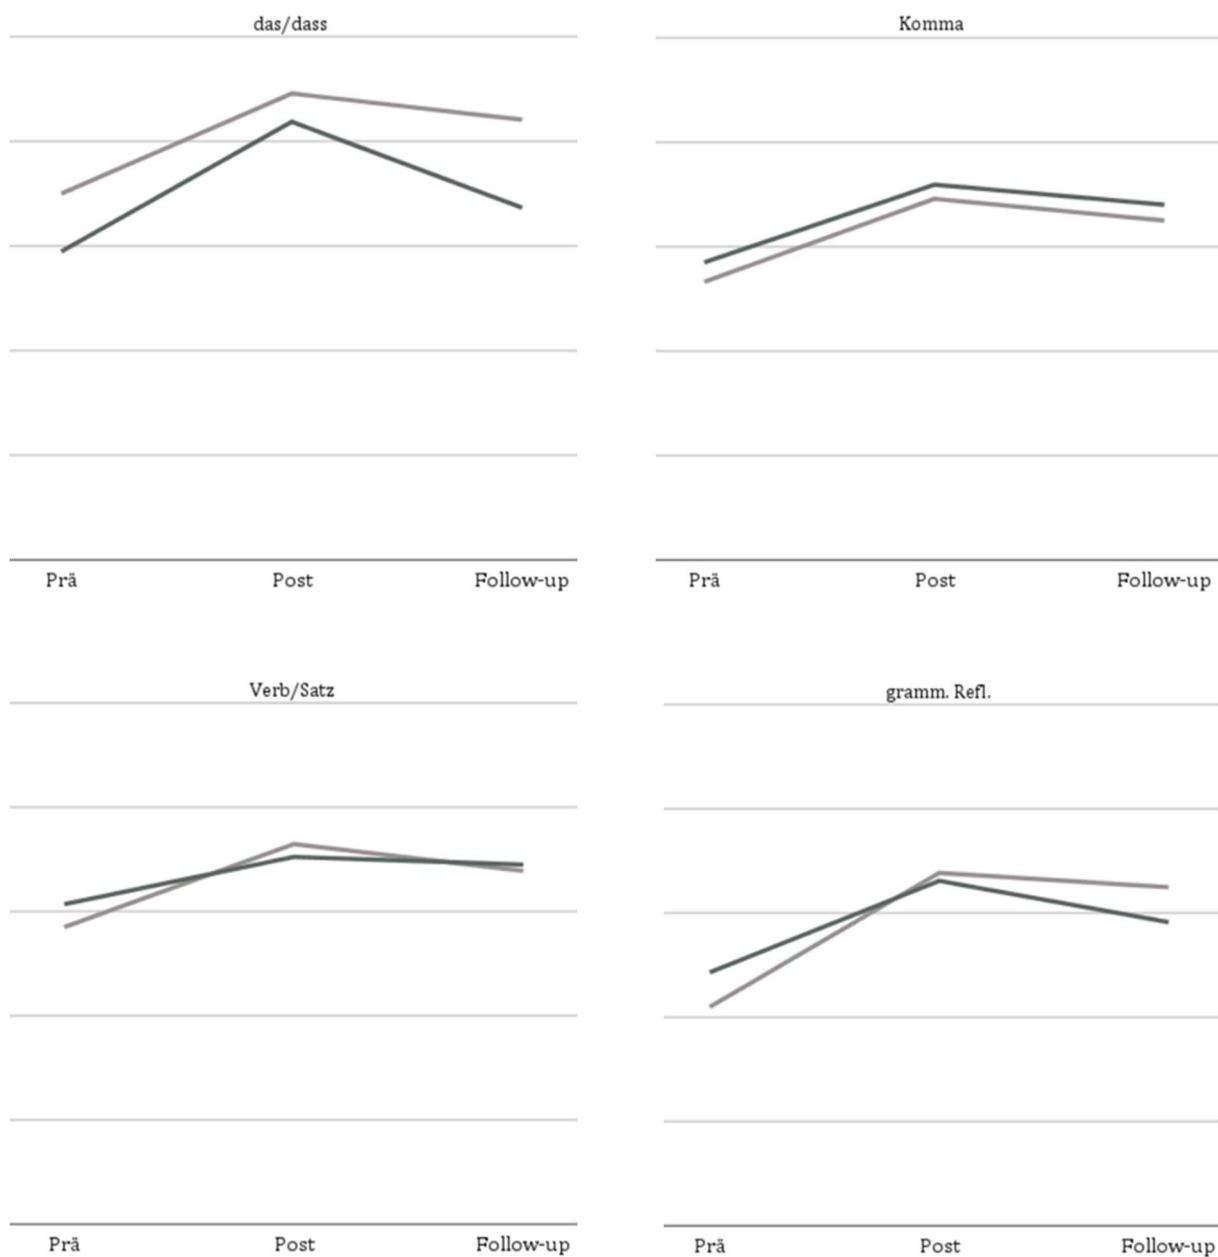 das/dass
Komma
Prä Post Follow-up
Prä Post Follow-up
Verb/Satz
gramm. Refl.
Prä Post Follow-up
Prä Post Follow-up